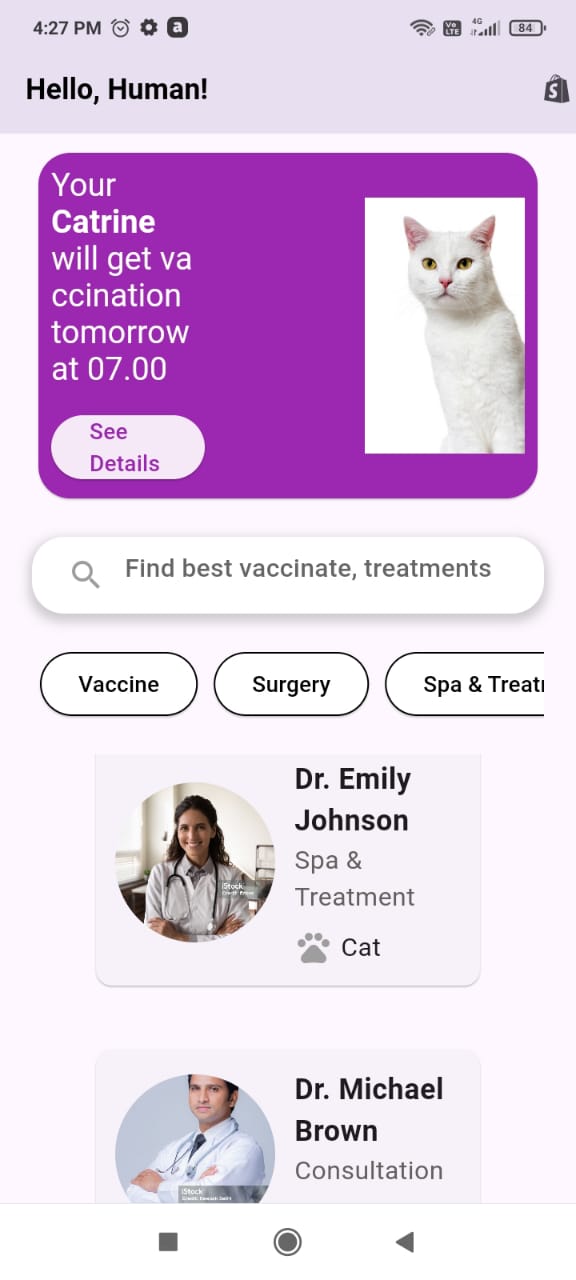 4:27 PM
a
Vo
LTE
4G
84
Hello, Human!
S
Your
Catrine
will get va
ccination
tomorrow
at 07.00
See
Details
Find best vaccinate, treatments
Vaccine
Surgery
Spa & Treat
Dr. Emily
Johnson
Spa &
Treatment
iStock
Cat
Dr. Michael
Brown
Consultation
iStock